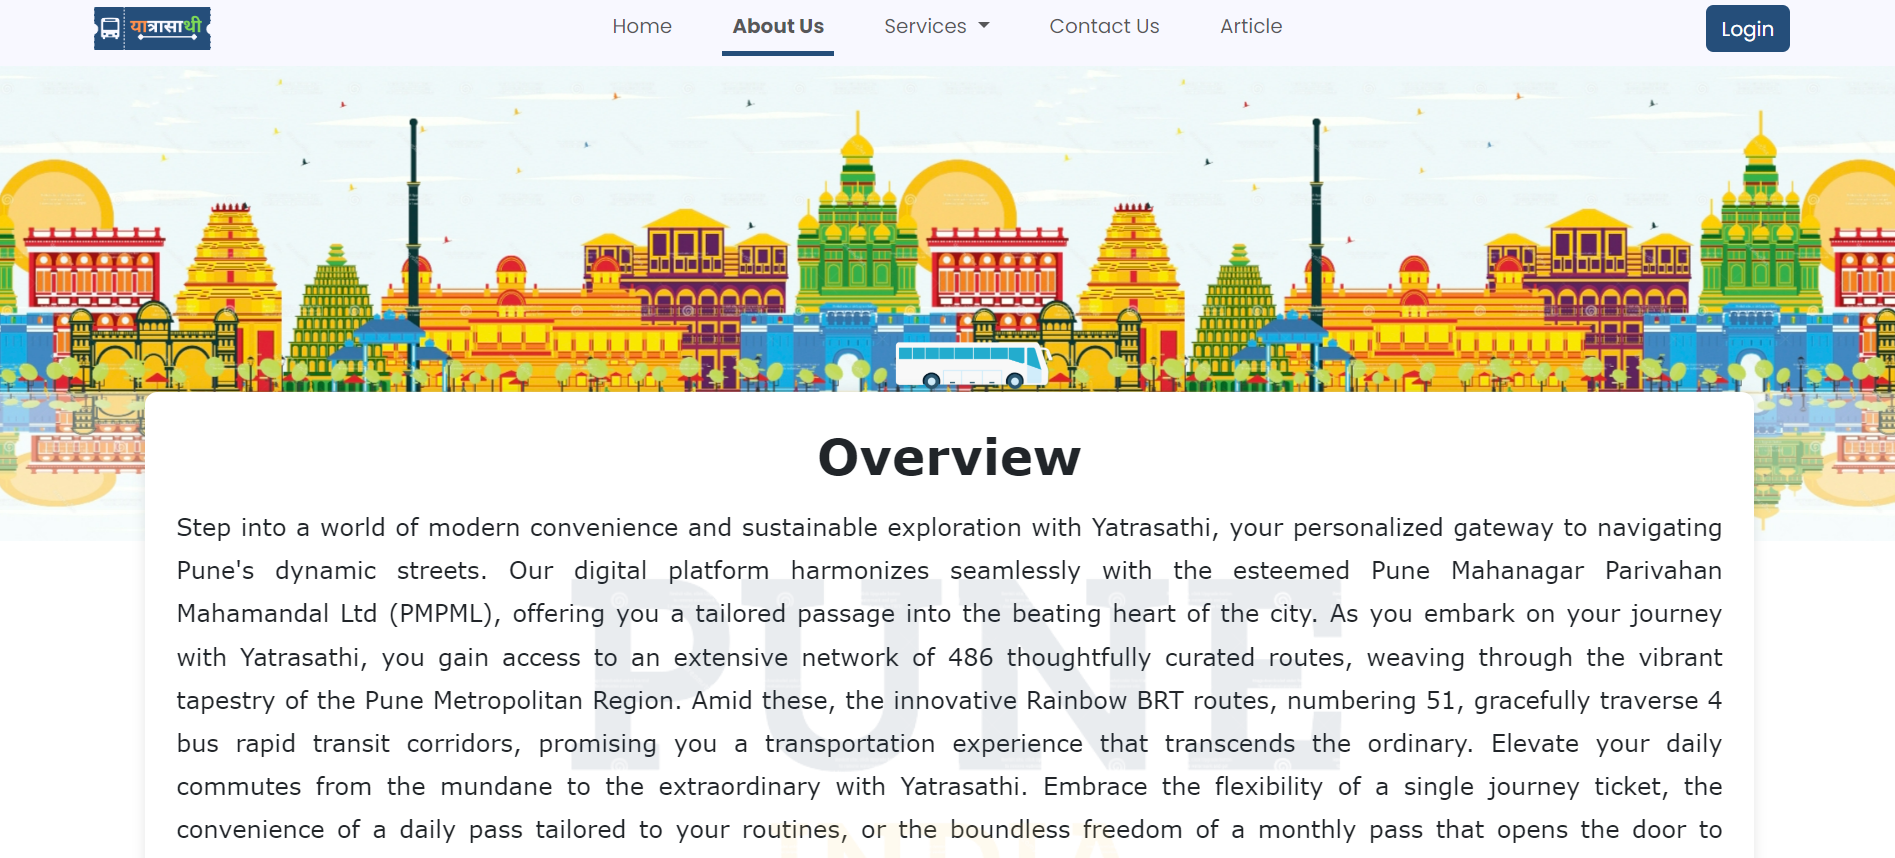 यात्रासाथी
Home
About Us
Services
Contact Us
Article
Login
Overview
Step into a world of modern convenience and sustainable exploration with Yatrasathi, your personalized gateway to navigating
Pune's dynamic streets. Our digital platform harmonizes seamlessly with the esteemed Pune Mahanagar Parivahan
Mahamandal Ltd (PMPML), offering you a tailored passage into the beating heart of the city. As you embark on your journey
with Yatrasathi, you gain access to an extensive network of 486 thoughtfully curated routes, weaving through the vibrant
tapestry of the Pune Metropolitan Region. Amid these, the innovative Rainbow BRT routes, numbering 51, gracefully traverse 4
bus rapid transit corridors, promising you a transportation experience that transcends the ordinary. Elevate your daily
commutes from the mundane to the extraordinary with Yatrasathi. Embrace the flexibility of a single journey ticket, the
convenience of a daily pass tailored to your routines, or the boundless freedom of a monthly pass that opens the door to
PUNE
INDIA